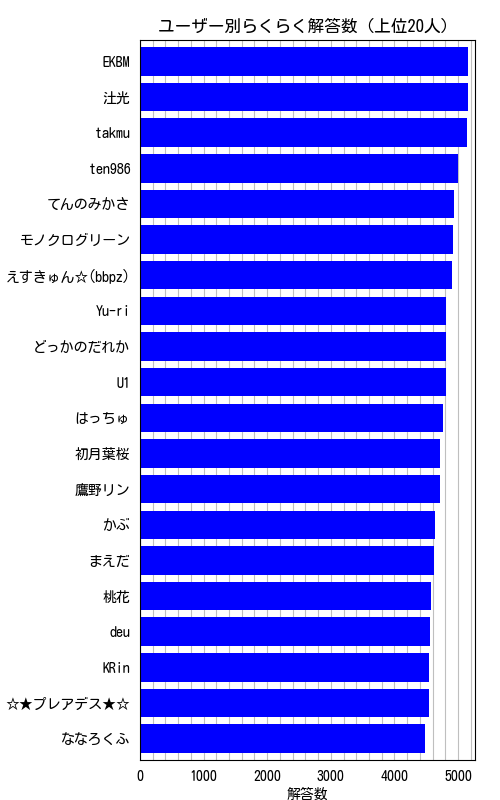 ユーザー別らくらく解答数（上位20人）
EKBM
汢光
takmu
ten986
てんのみかさ
モノクログリーン
えすきゅん☆(bbpz)
Yu-ri
どっかのだれか
U1
はっちゅ
初月葉桜
鷹野リン
かぶ
まえだ
桃花
deu
KRin
☆★プレアデス★☆
ななろくふ
0 1000 2000 3000 4000 5000
解答数